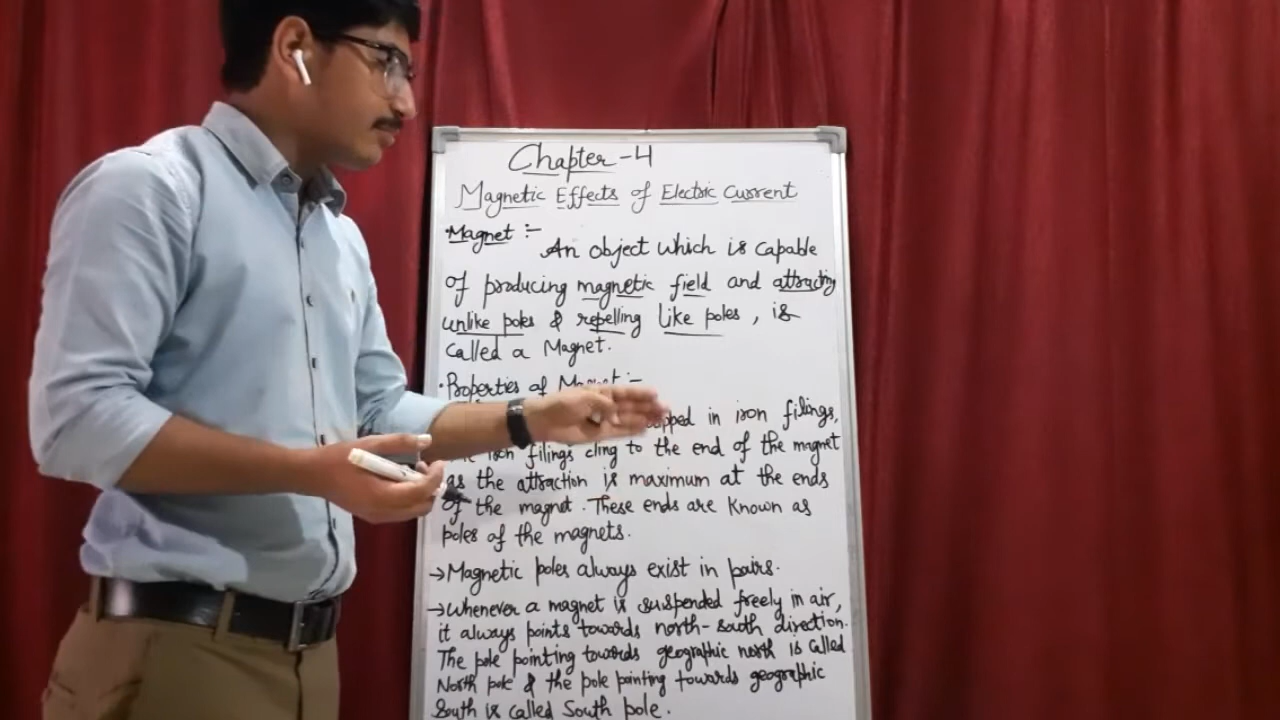 Chapter-4
Magnetic Effects of Electric Current
•Magnet :-
An object which is capable
of producing magnetic field and attracting
unlike poles & repelling like poles, is
called a Magnet.
•Properties of Magnet :-
in iron filings,
iron filings cling to the end of the magnet
as the attraction is maximum at the ends
of the magnet. These ends are known as
poles of the magnets.
→Magnetic poles always exist in pairs.
→Whenever a magnet is suspended freely in air,
it always points towards north-south direction.
The pole pointing towards geographic north is called
North pole & the pole pointing towards geographic
South is called South pole.